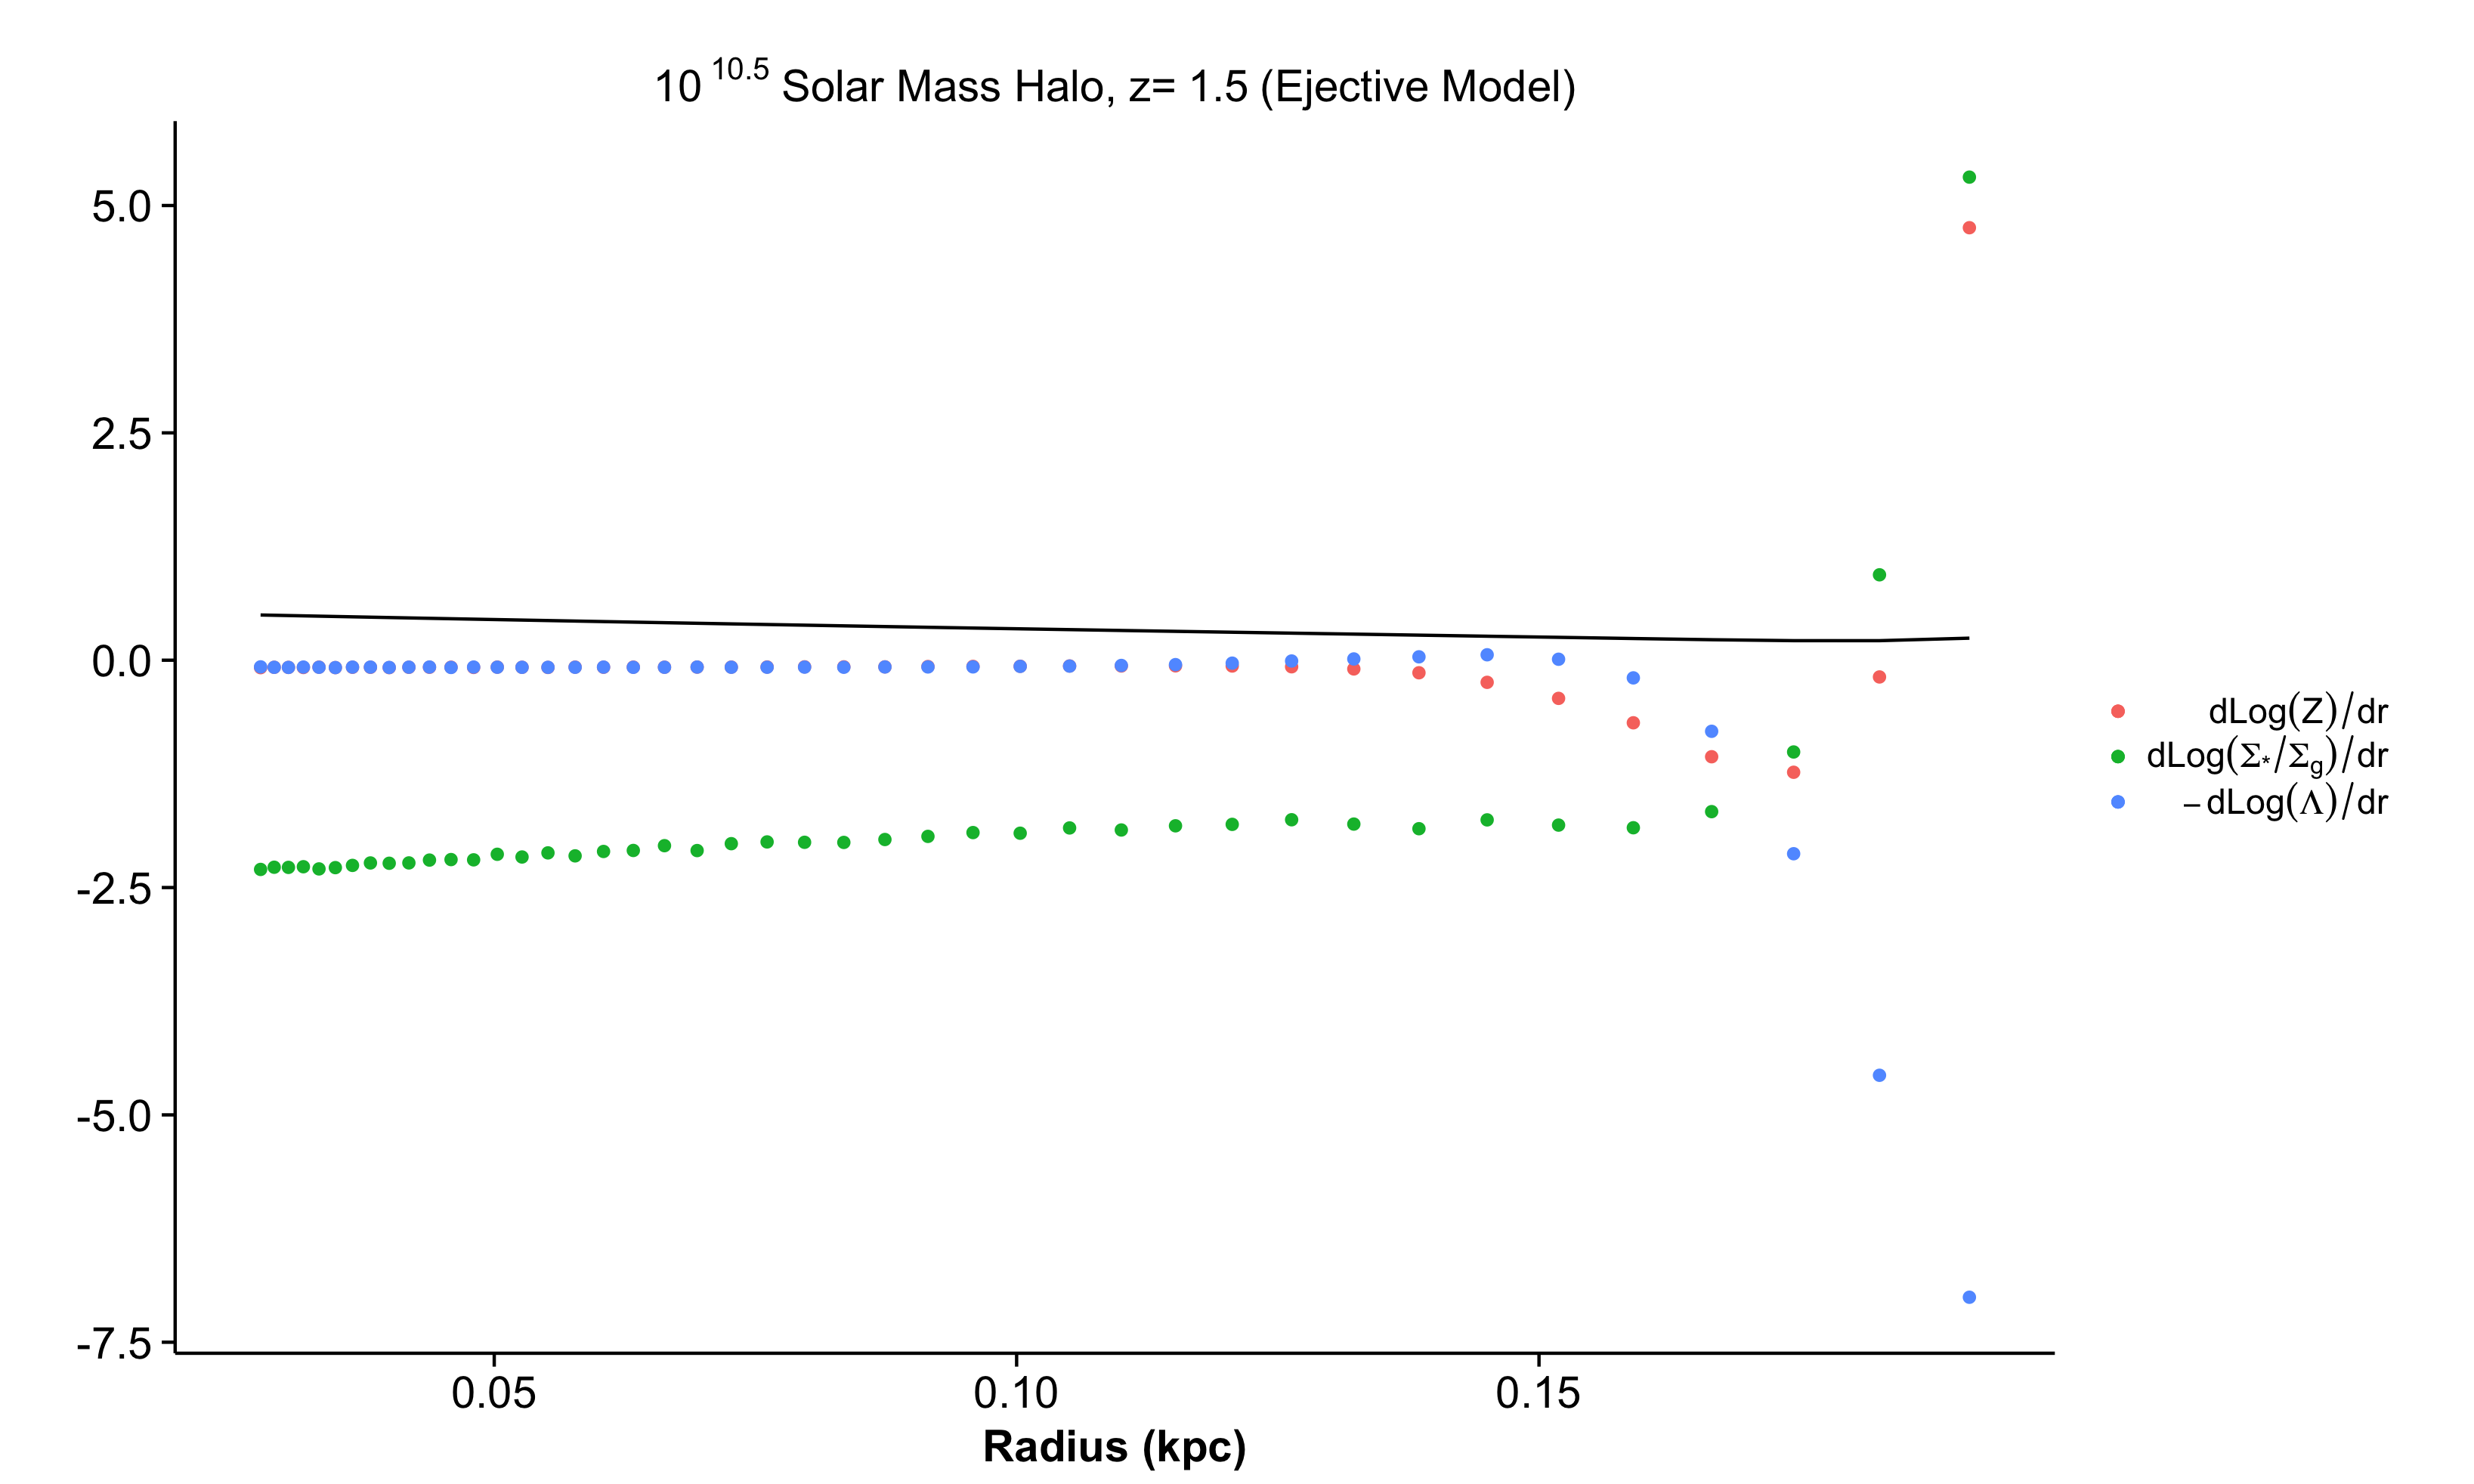 10^10.5 Solar Mass Halo, z= 1.5 (Ejective Model)
5.0
2.5
0.0
-2.5
-5.0
-7.5
0.05 0.10 0.15
Radius (kpc)
dLog(Z)/dr
dLog(Σ*/Σg)/dr
− dLog(Λ)/dr